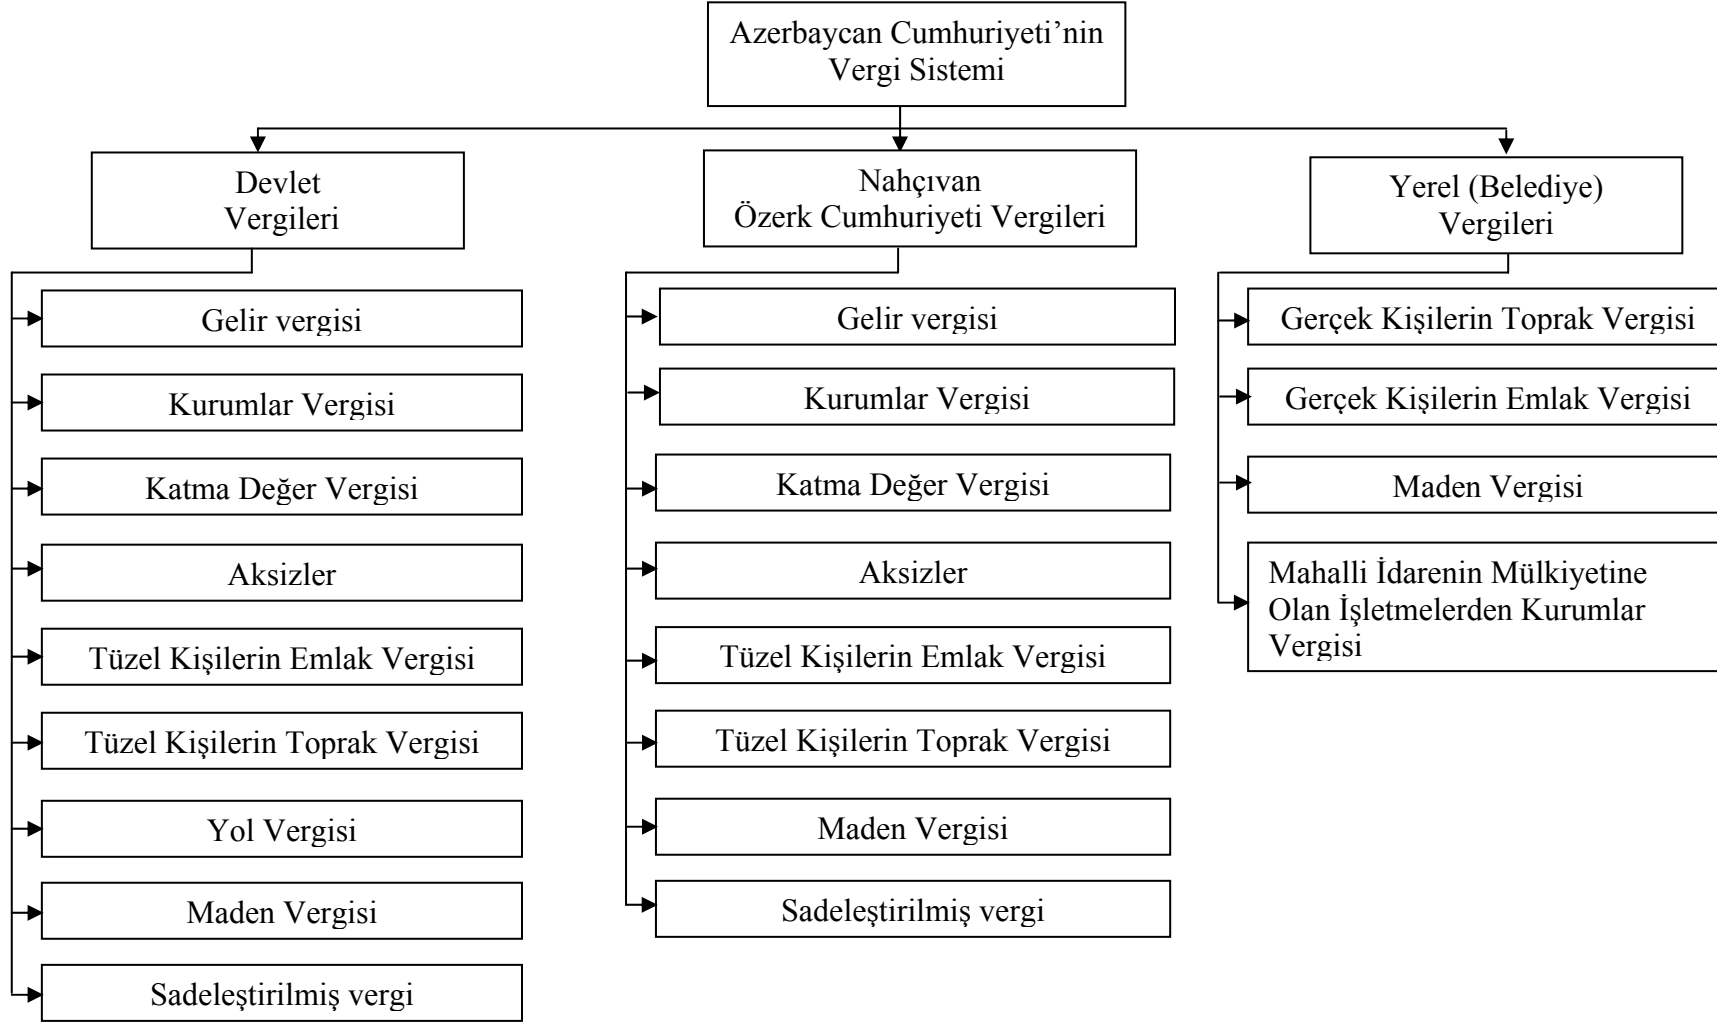 Azerbaycan Cumhuriyeti’nin
Vergi Sistemi
Devlet
Vergileri
Nahçıvan
Özerk Cumhuriyeti Vergileri
Yerel (Belediye)
Vergileri
Gelir vergisi
Kurumlar Vergisi
Katma Değer Vergisi
Aksizler
Tüzel Kişilerin Emlak Vergisi
Tüzel Kişilerin Toprak Vergisi
Yol Vergisi
Maden Vergisi
Sadeleştirilmiş vergi
Gelir vergisi
Kurumlar Vergisi
Katma Değer Vergisi
Aksizler
Tüzel Kişilerin Emlak Vergisi
Tüzel Kişilerin Toprak Vergisi
Maden Vergisi
Sadeleştirilmiş vergi
Gerçek Kişilerin Toprak Vergisi
Gerçek Kişilerin Emlak Vergisi
Maden Vergisi
Mahalli İdarenin Mülkiyetine
Olan İşletmelerden Kurumlar
Vergisi